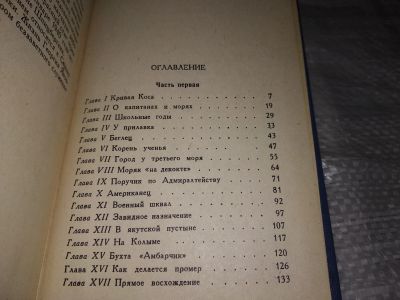 ОГЛАВЛЕНИЕ
Часть первая
Глава I Кривая Коса . . . . . . . . . . 7
Глава II О капитанах и морях . . . . . . . 19
Глава III Школьные годы . . . . . . . . 29
Глава IV У прилавка . . . . . . . . . . 33
Глава V Беглец . . . . . . . . . . . . 43
Глава VI Корень ученья . . . . . . . . . 47
Глава VII Город у третьего моря . . . . . . 55
Глава VIII Моряк «на декокте» . . . . . . . 64
Глава IX Поручик по Адмиралтейству . . . . 71
Глава X Американец . . . . . . . . . . 81
Глава XI Военный шквал . . . . . . . . 92
Глава XII Завидное назначение . . . . . . 97
Глава XIII В якутской пустыне . . . . . . 107
Глава XIV На Колыме . . . . . . . . . 117
Глава XV Бухта «Амбарчик» . . . . . . . 120
Глава XVI Как делается промер . . . . . . 126
Глава XVII Прямое восхождение . . . . . . 133